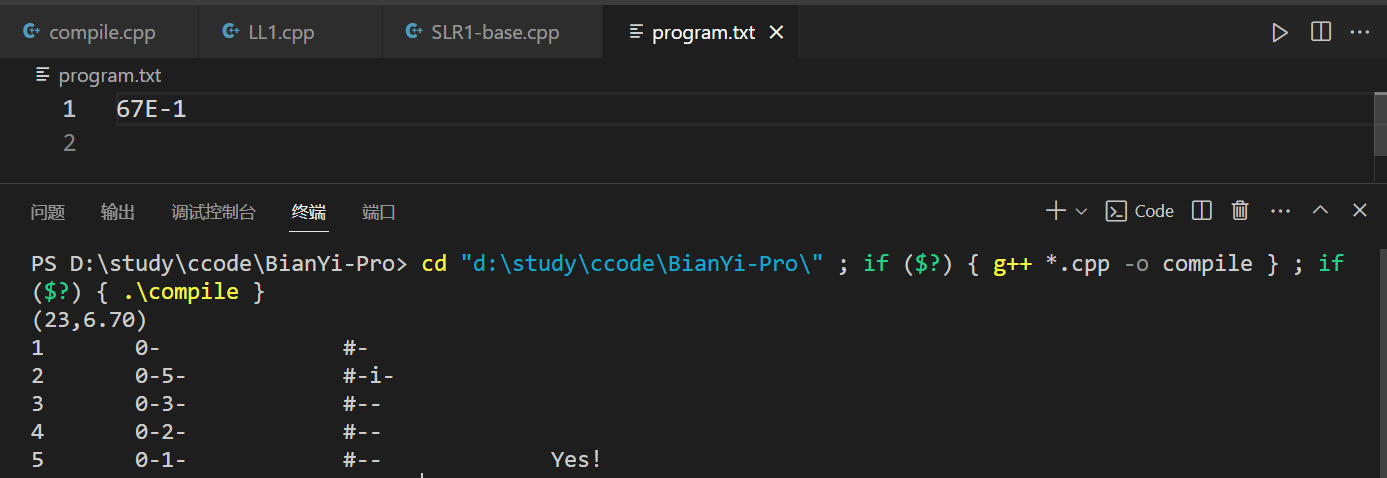 compile.cpp LL1.cpp SLR1-base.cpp program.txt
program.txt
1 67E-1
2
问题 输出 调试控制台 终端 端口 Code
PS D:\study\ccode\BianYi-Pro> cd "d:\study\ccode\BianYi-Pro\" ; if ($?) { g++ *.cpp -o compile } ; if
($?) { .\compile }
(23,6.70)
1 0- #-
2 0-5- #-i-
3 0-3- #--
4 0-2- #--
5 0-1- #-- Yes!